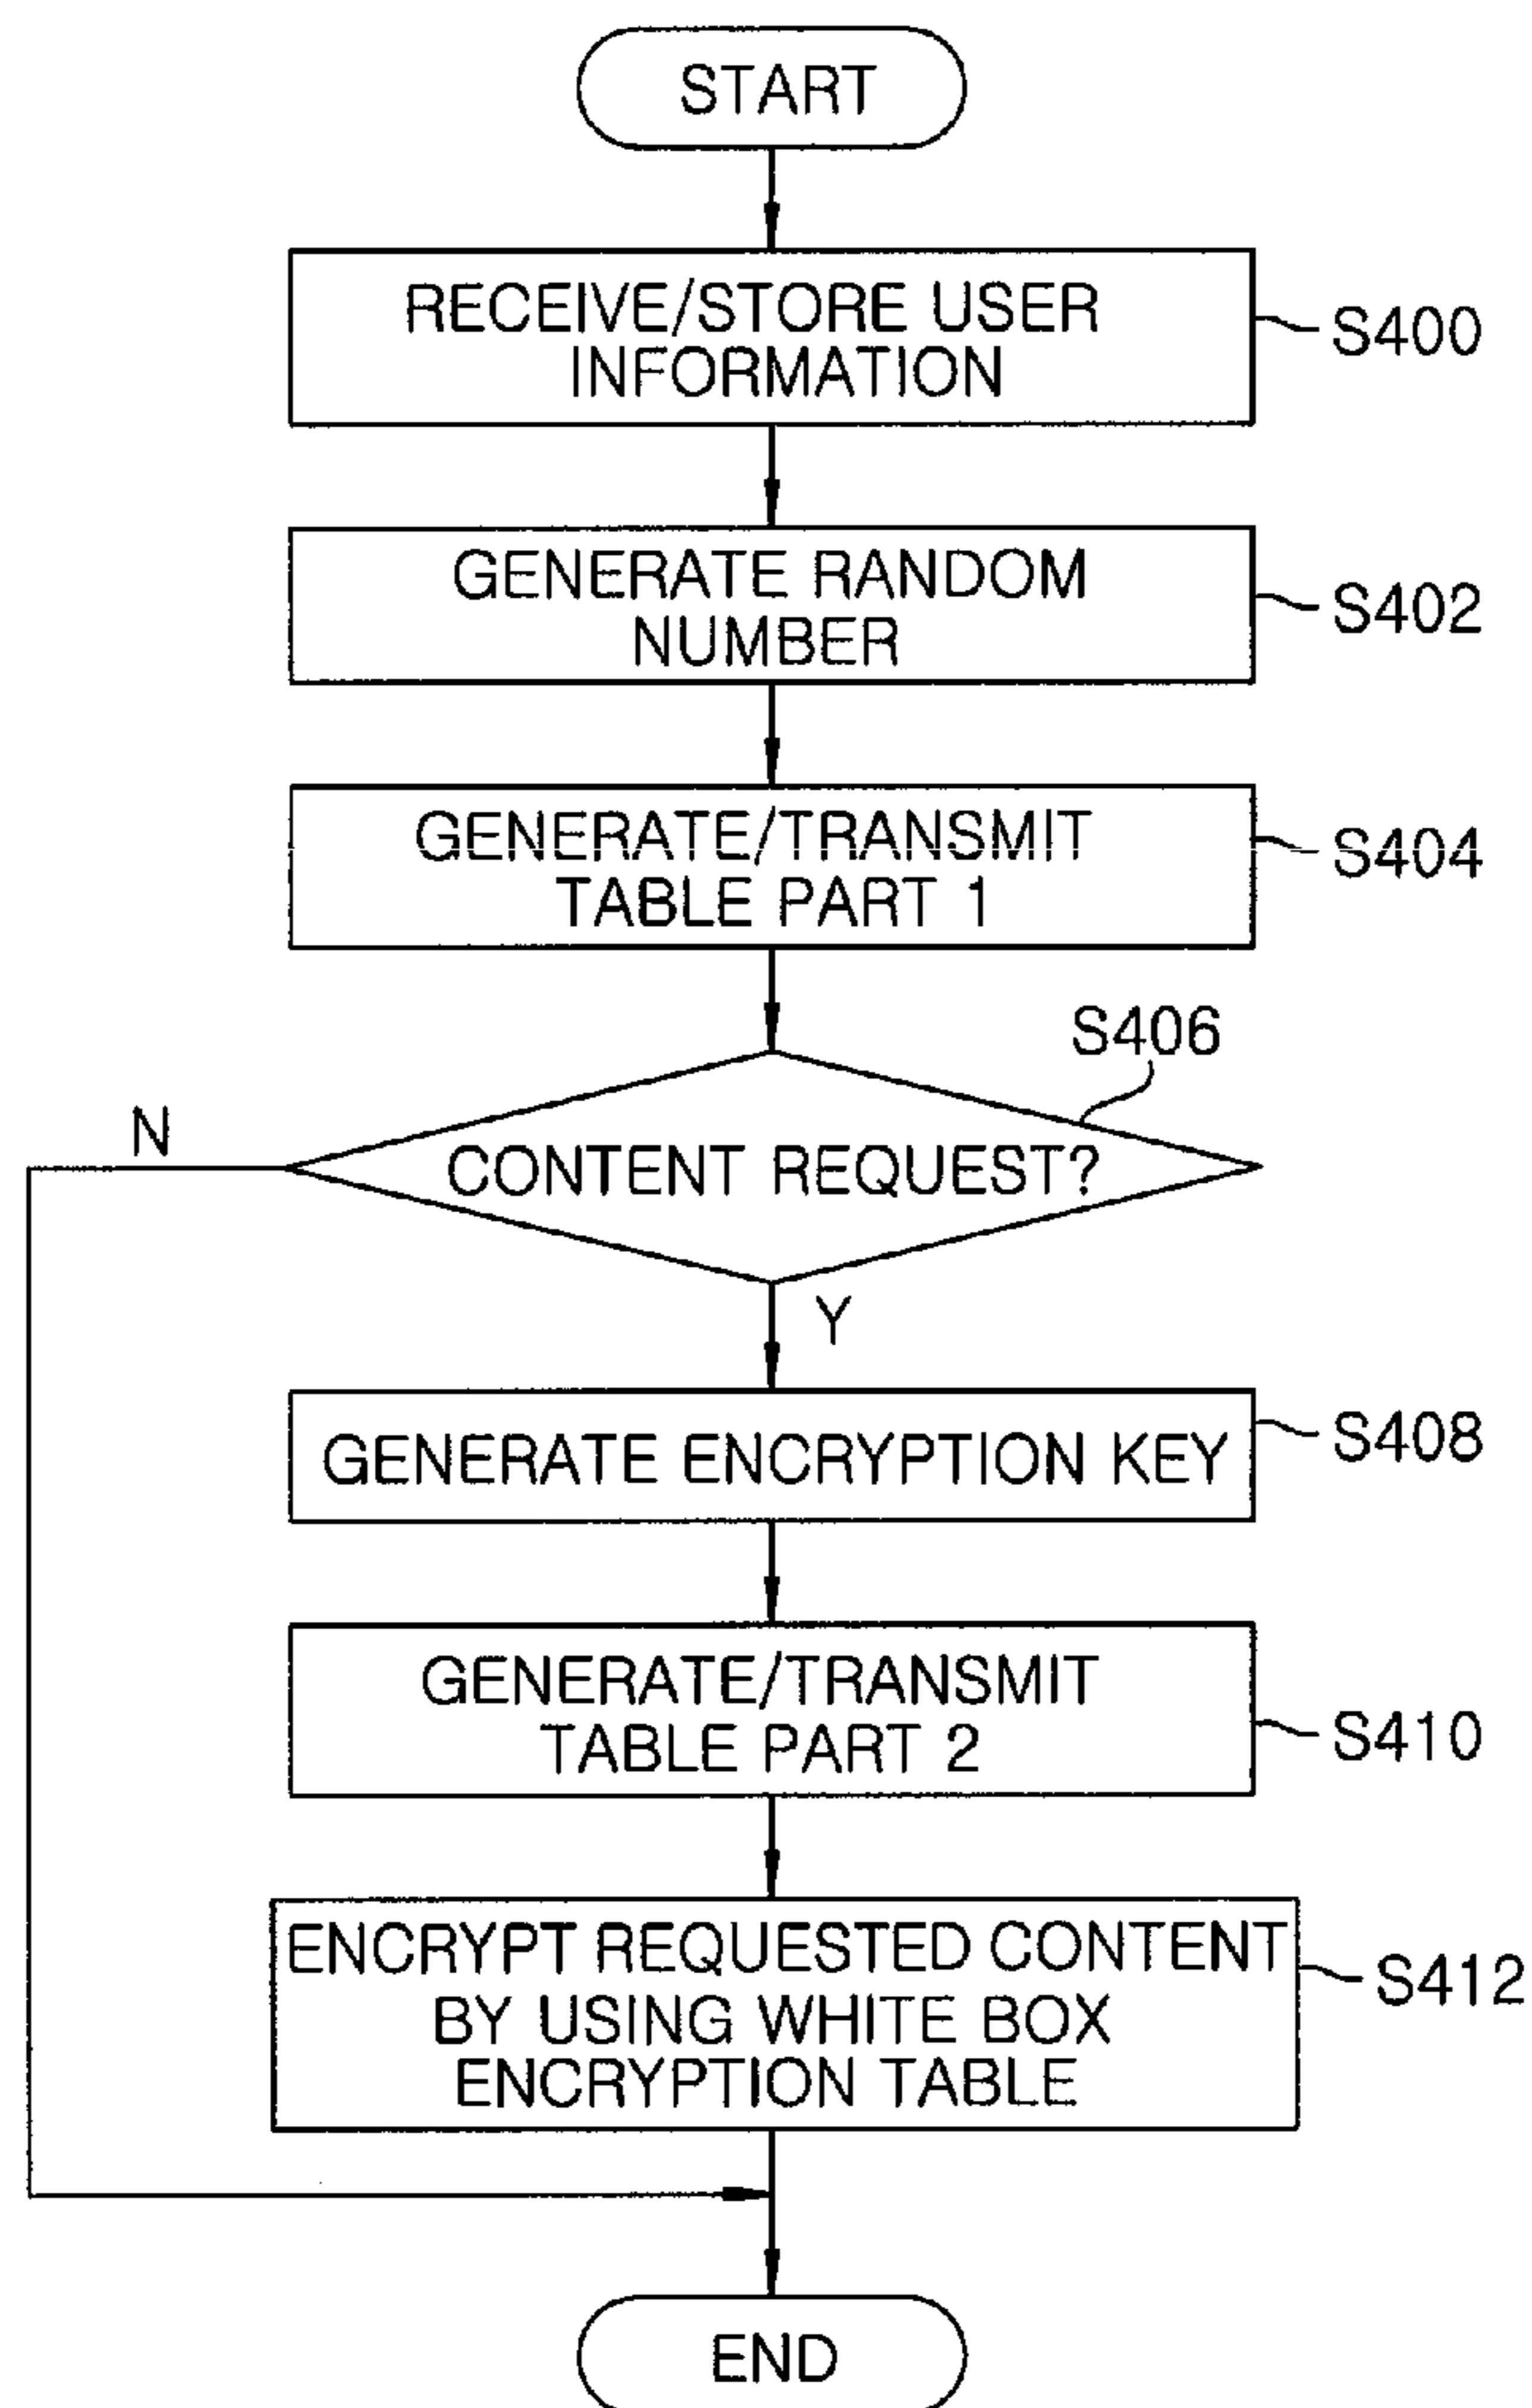 START
RECEIVE/STORE USER
INFORMATION
S400
GENERATE RANDOM
NUMBER
S402
GENERATE/TRANSMIT
TABLE PART 1
S404
S406
N
CONTENT REQUEST?
Y
GENERATE ENCRYPTION KEY
S408
GENERATE/TRANSMIT
TABLE PART 2
S410
ENCRYPT REQUESTED CONTENT
BY USING WHITE BOX
ENCRYPTION TABLE
S412
END